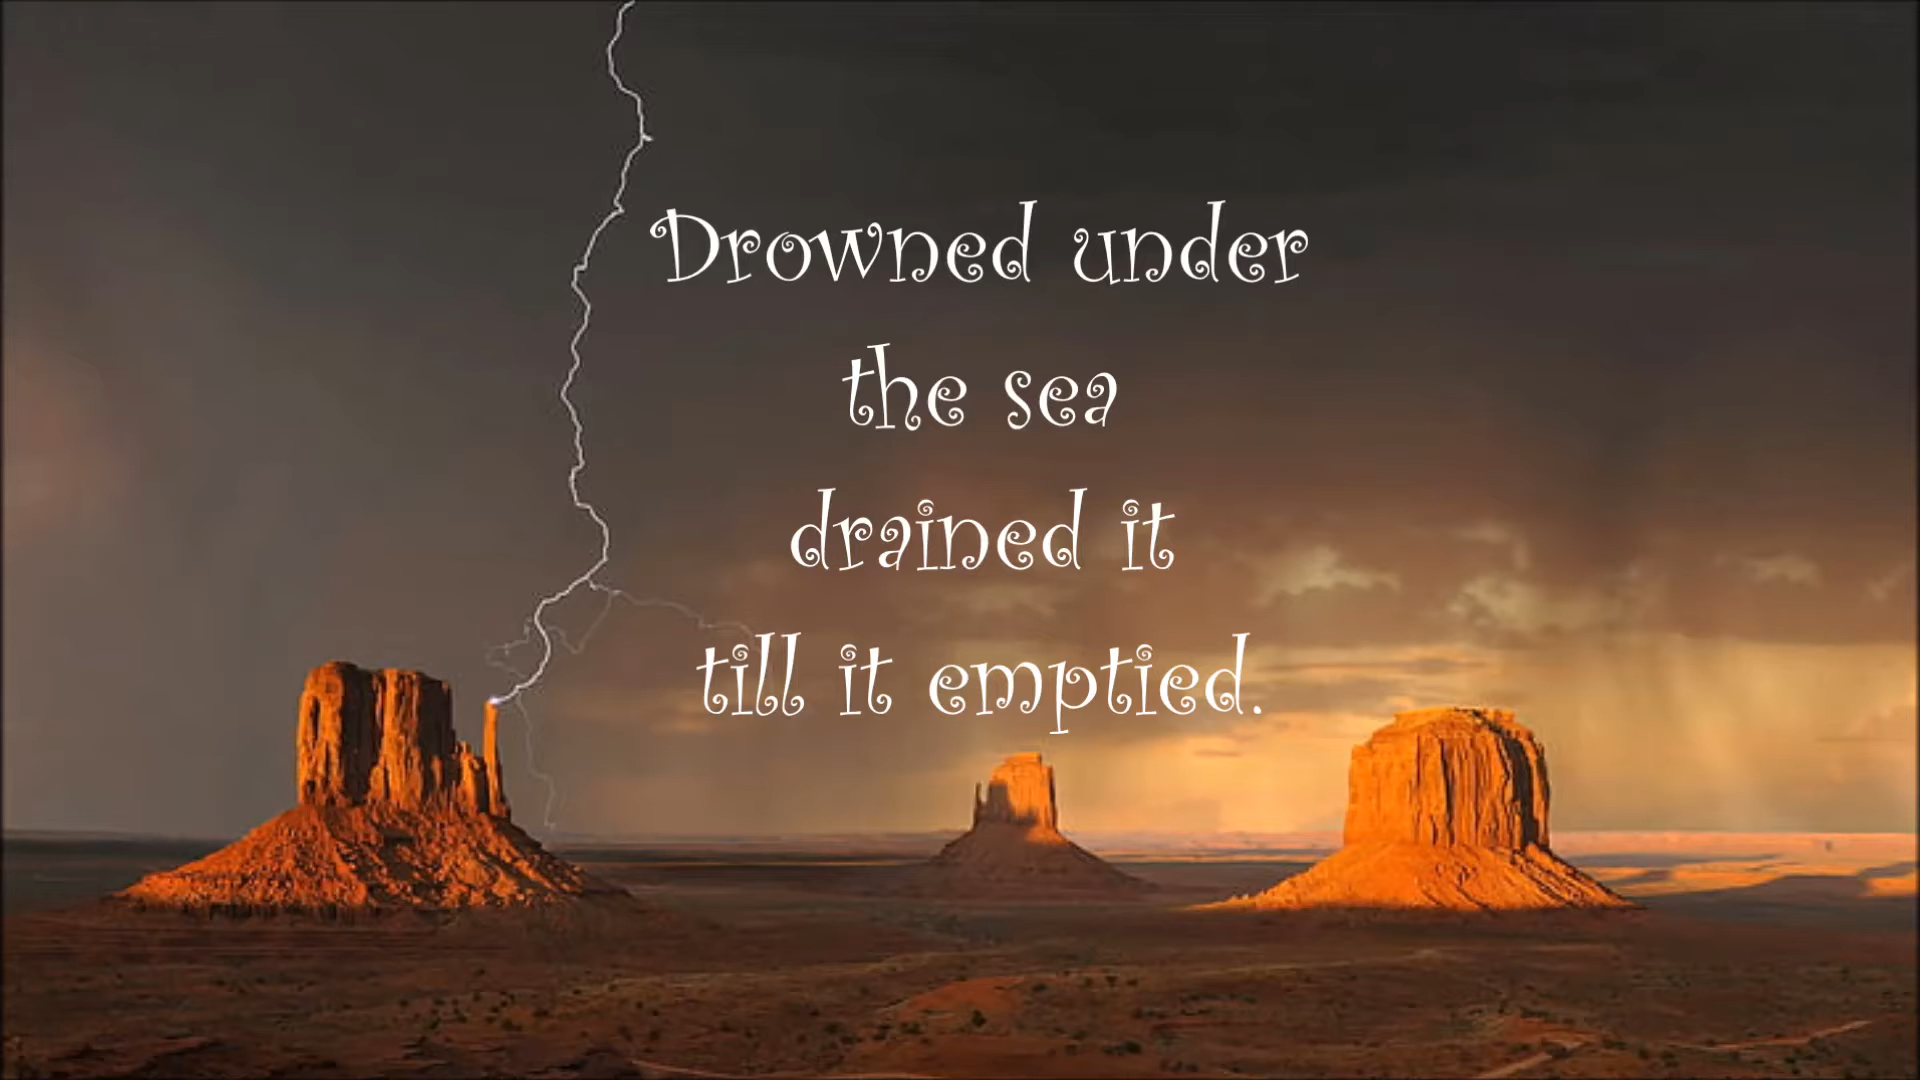 Drowned under
the sea
drained it
till it emptied.